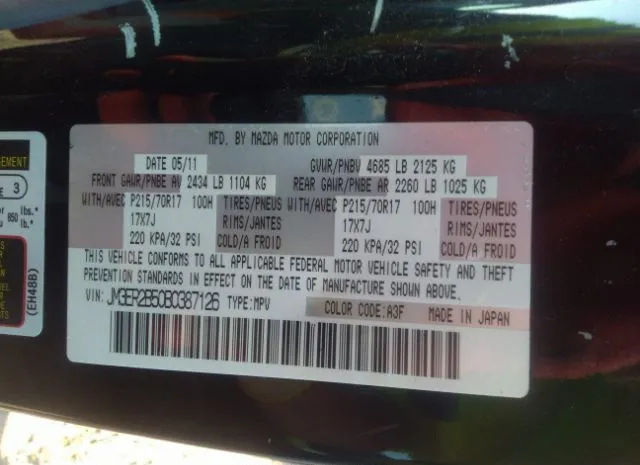 MFD. BY MAZDA MOTOR CORPORATION
DATE 05/11 GVWR/PNBV 4685 LB 2125 KG
FRONT GAWR/PNBE AV 2434 LB 1104 KG REAR GAWR/PNBE AR 2260 LB 1025 KG
WITH/AVEC P215/70R17 100H TIRES/PNEUS WITH/AVEC P215/70R17 100H TIRES/PNEUS
17X7J RIMS/JANTES 17X7J RIMS/JANTES
220 KPA/32 PSI COLD/A FROID 220 KPA/32 PSI COLD/A FROID
THIS VEHICLE CONFORMS TO ALL APPLICABLE FEDERAL MOTOR VEHICLE SAFETY AND THEFT
PREVENTION STANDARDS IN EFFECT ON THE DATE OF MANUFACTURE SHOWN ABOVE.
VIN: JM3ER2B50B0387126 TYPE: MPV COLOR CODE: A3F MADE IN JAPAN
3
850 lbs.*
(EH48B)